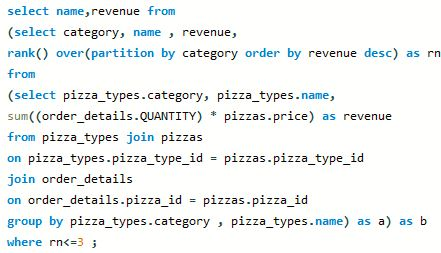 select name,revenue from
(select category, name , revenue,
rank() over(partition by category order by revenue desc) as rn
from
(select pizza_types.category, pizza_types.name,
sum((order_details.QUANTITY) * pizzas.price) as revenue
from pizza_types join pizzas
on pizza_types.pizza_type_id = pizzas.pizza_type_id
join order_details
on order_details.pizza_id = pizzas.pizza_id
group by pizza_types.category , pizza_types.name) as a) as b
where rn<=3 ;